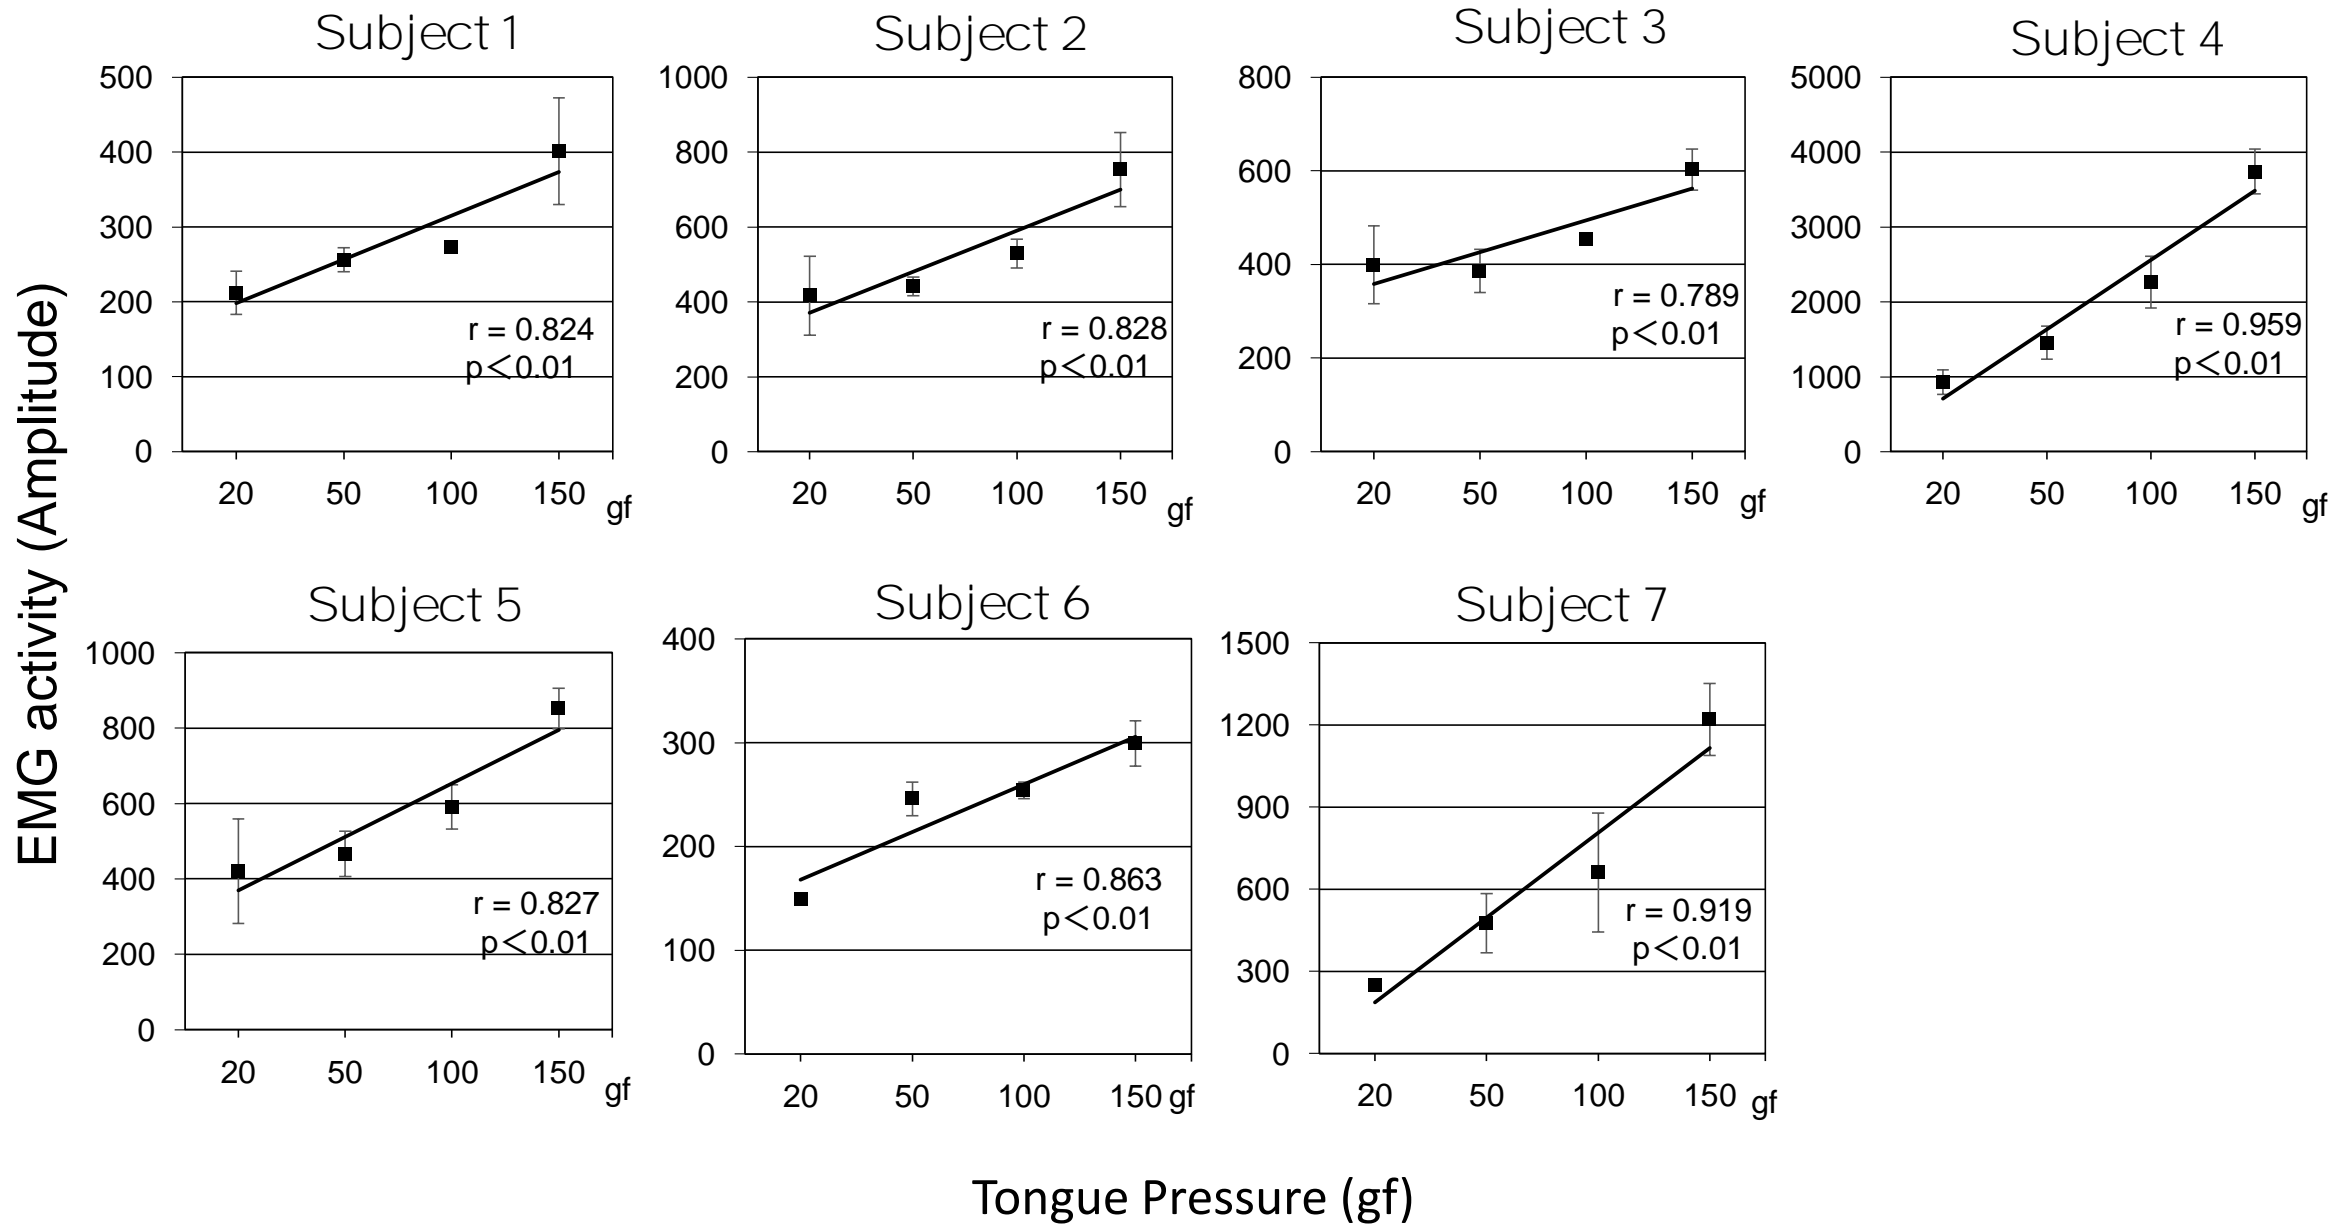 EMG activity (Amplitude)
Subject 1
500
400
300
200
100
0
r = 0.824
p＜0.01
20 50 100 150 gf
Subject 2
1000
800
600
400
200
0
r = 0.828
p＜0.01
20 50 100 150 gf
Subject 3
800
600
400
200
0
r = 0.789
p＜0.01
20 50 100 150 gf
Subject 4
5000
4000
3000
2000
1000
0
r = 0.959
p＜0.01
20 50 100 150 gf
Subject 5
1000
800
600
400
200
0
r = 0.827
p＜0.01
20 50 100 150 gf
Subject 6
400
300
200
100
0
r = 0.863
p＜0.01
20 50 100 150 gf
Subject 7
1500
1200
900
600
300
0
r = 0.919
p＜0.01
20 50 100 150 gf
Tongue Pressure (gf)